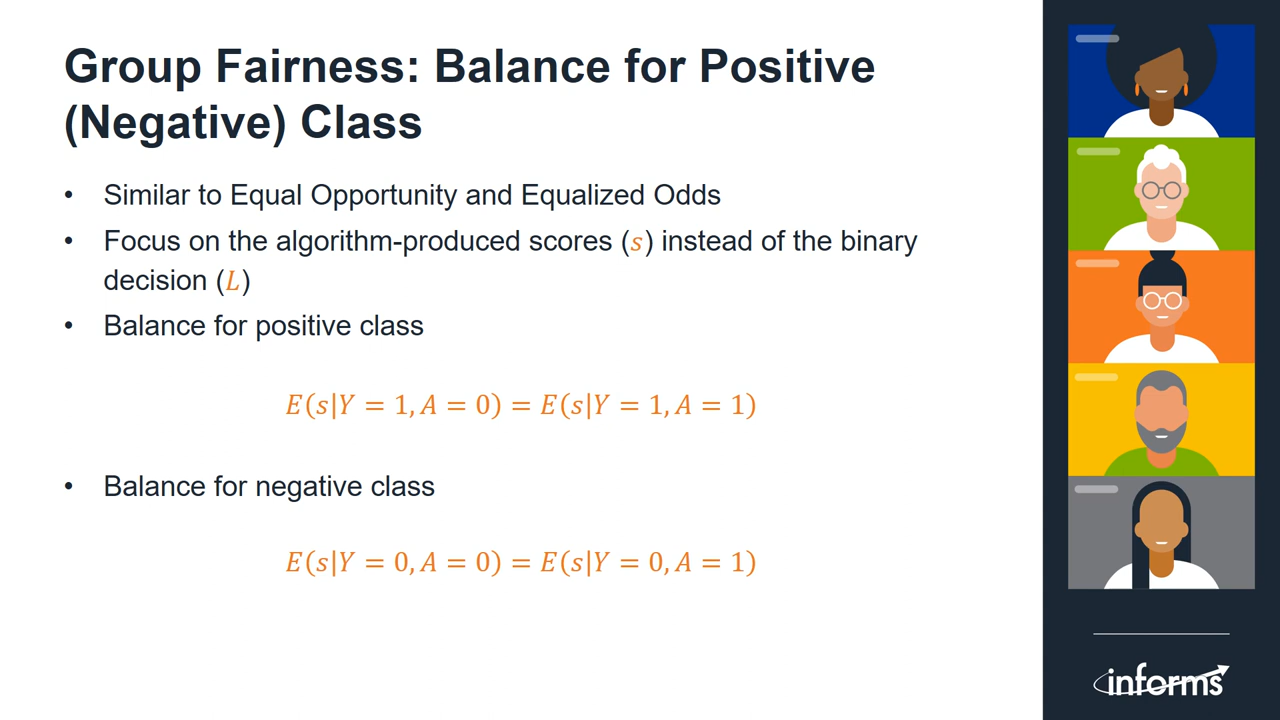 Group Fairness: Balance for Positive
(Negative) Class
• Similar to Equal Opportunity and Equalized Odds
• Focus on the algorithm-produced scores (s) instead of the binary
decision (L)
• Balance for positive class
E(s|Y = 1, A = 0) = E(s|Y = 1, A = 1)
• Balance for negative class
E(s|Y = 0, A = 0) = E(s|Y = 0, A = 1)
informs